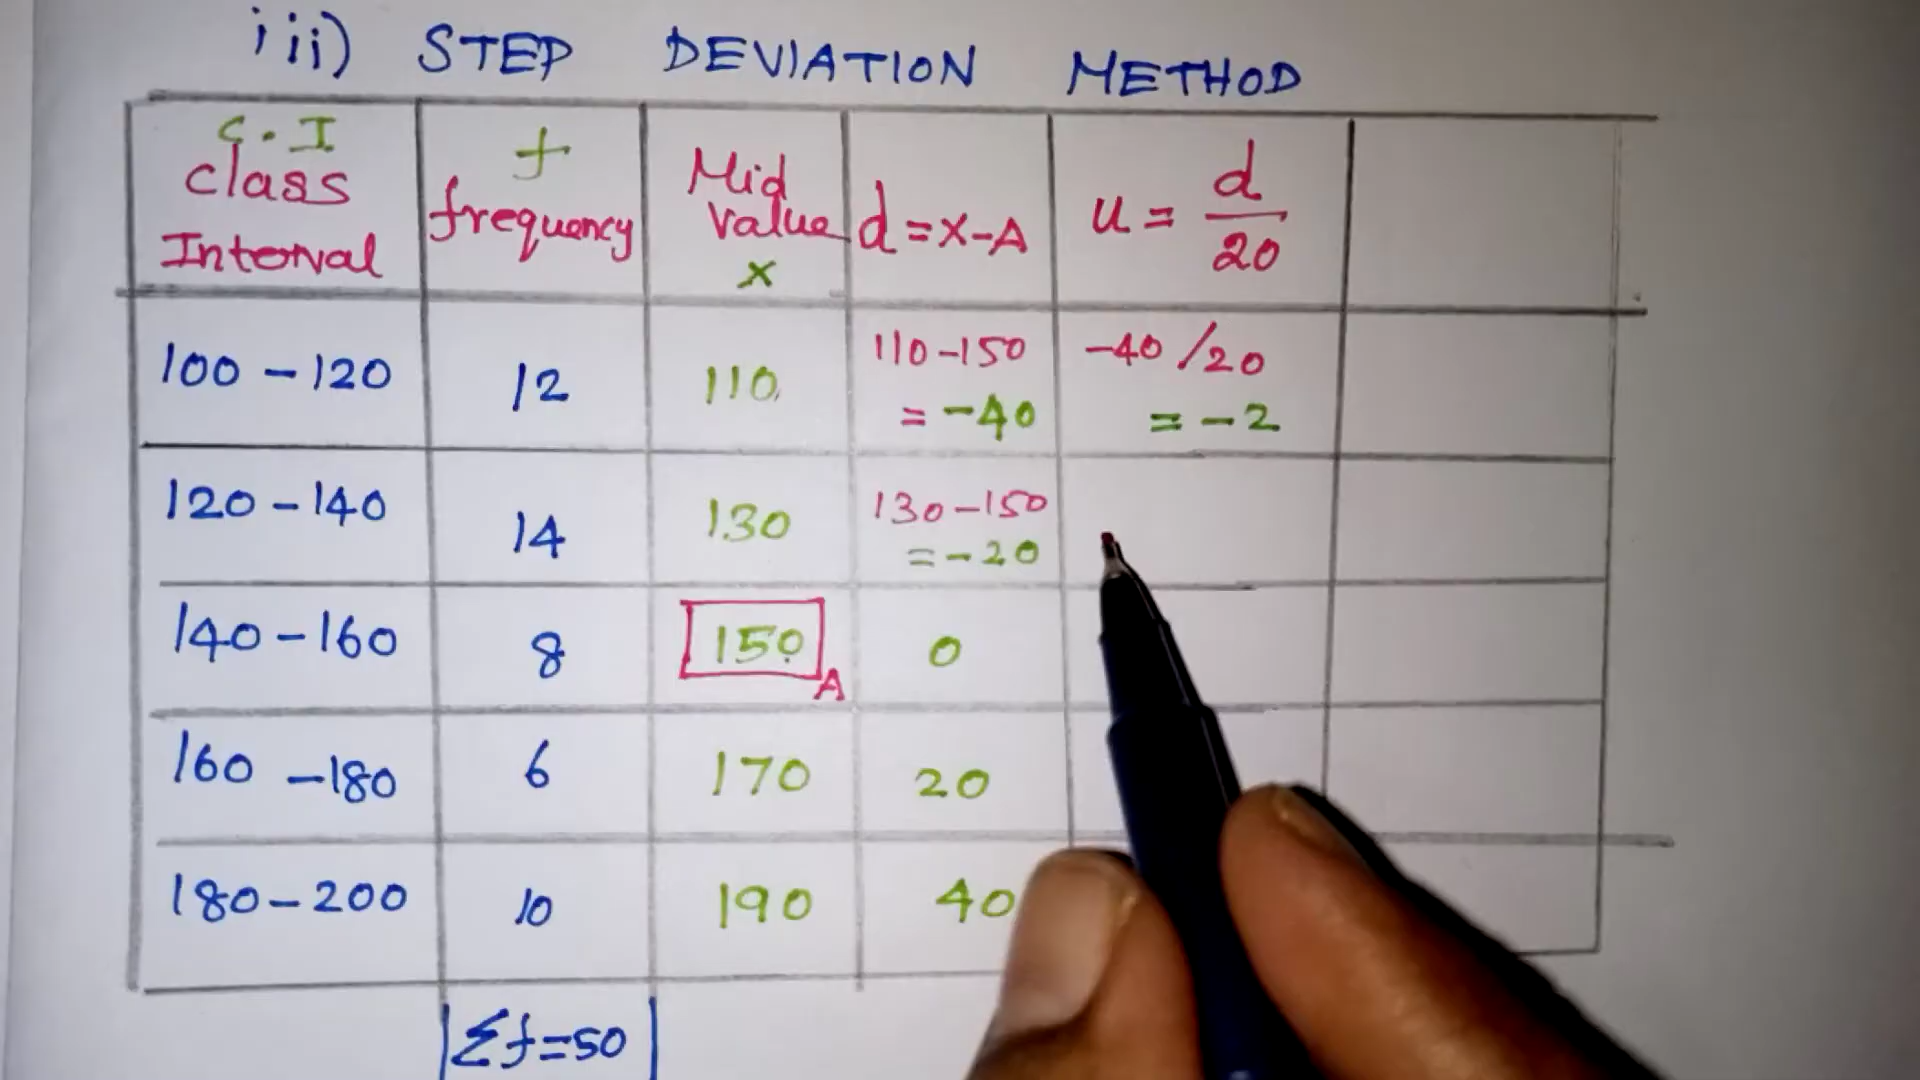 iii) STEP DEVIATION METHOD
C.I
class
Interval
f
frequency
Mid
value
x
d = x - A
u = d
20
100 - 120
12
110
110 - 150
= -40
-40 / 20
= -2
120 - 140
14
130
130 - 150
= -20
140 - 160
8
150
A
0
160 - 180
6
170
20
180 - 200
10
190
40
Σf = 50